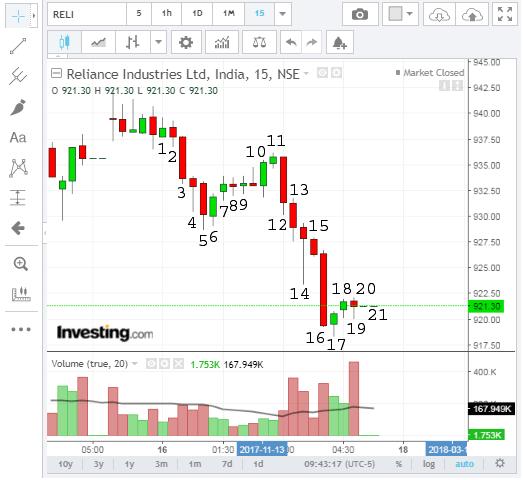 RELI 5 1h 1D 1M 15
Reliance Industries Ltd, India, 15, NSE
Market Closed
O 921.30 H 921.30 L 921.30 C 921.30
945.00
942.50
940.00
937.50
935.00
932.50
930.00
927.50
925.00
922.50
921.30
920.00
917.50
Aa
1 2
3
4
5 6
7 8 9
10 11
12
13
14
15
16
17
18 20
19
21
Investing.com
Volume (true, 20) 1.753K 167.949K
400 K
167.949K
1.753K
05:00 16 01:30 2017-11-13 04:30 18 2018-03-1
10y 3y 1y 3m 1m 7d 1d 09:43:17 (UTC-5) % log auto